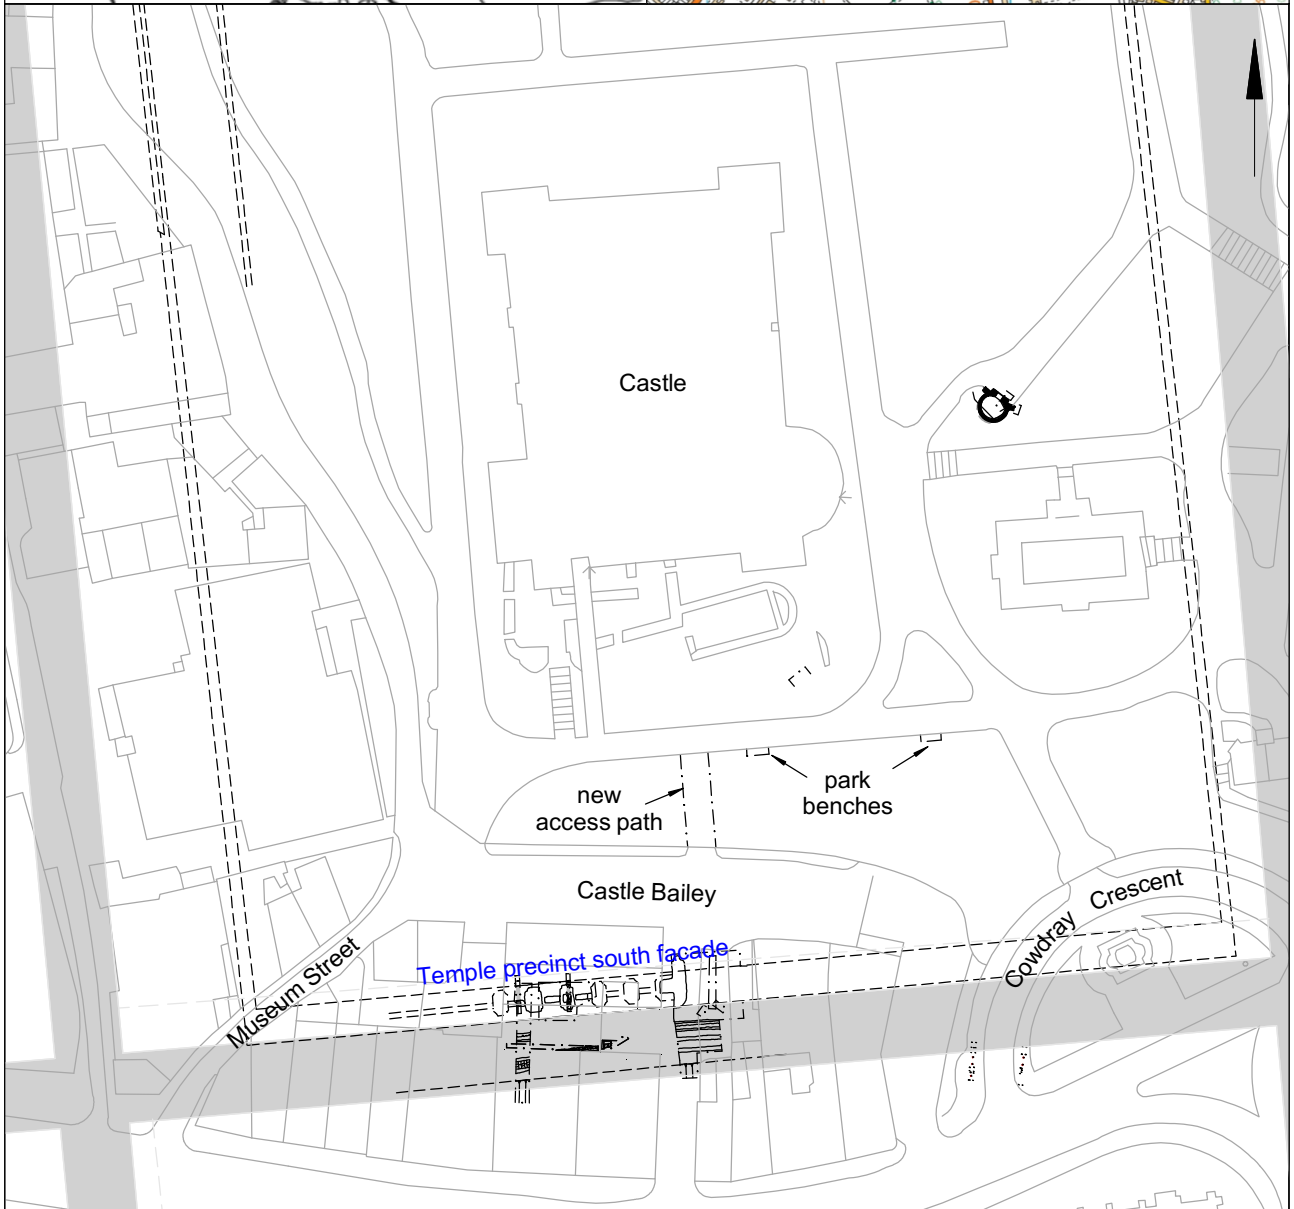 Castle
park
benches
new
access path
Castle Bailey
Crescent
Cowdray
Temple precinct south facade
Museum Street